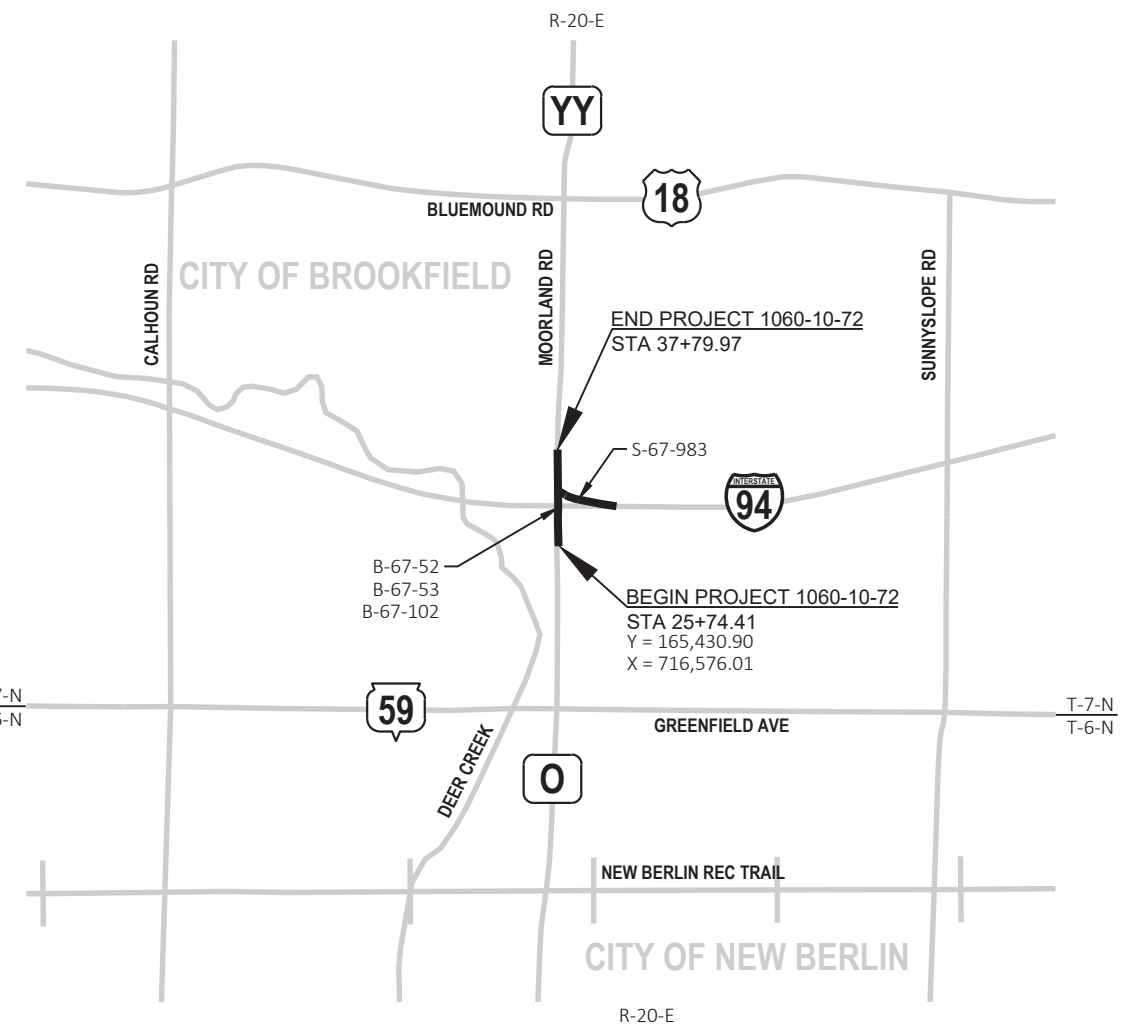 R-20-E
YY
18
BLUEMOUND RD
CITY OF BROOKFIELD
CALHOUN RD
MOORLAND RD
SUNNYSLOPE RD
END PROJECT 1060-10-72
STA 37+79.97
S-67-983
INTERSTATE
94
B-67-52
B-67-53
B-67-102
BEGIN PROJECT 1060-10-72
STA 25+74.41
Y = 165,430.90
X = 716,576.01
7-N
6-N
59
GREENFIELD AVE
T-7-N
T-6-N
DEER CREEK
O
NEW BERLIN REC TRAIL
CITY OF NEW BERLIN
R-20-E